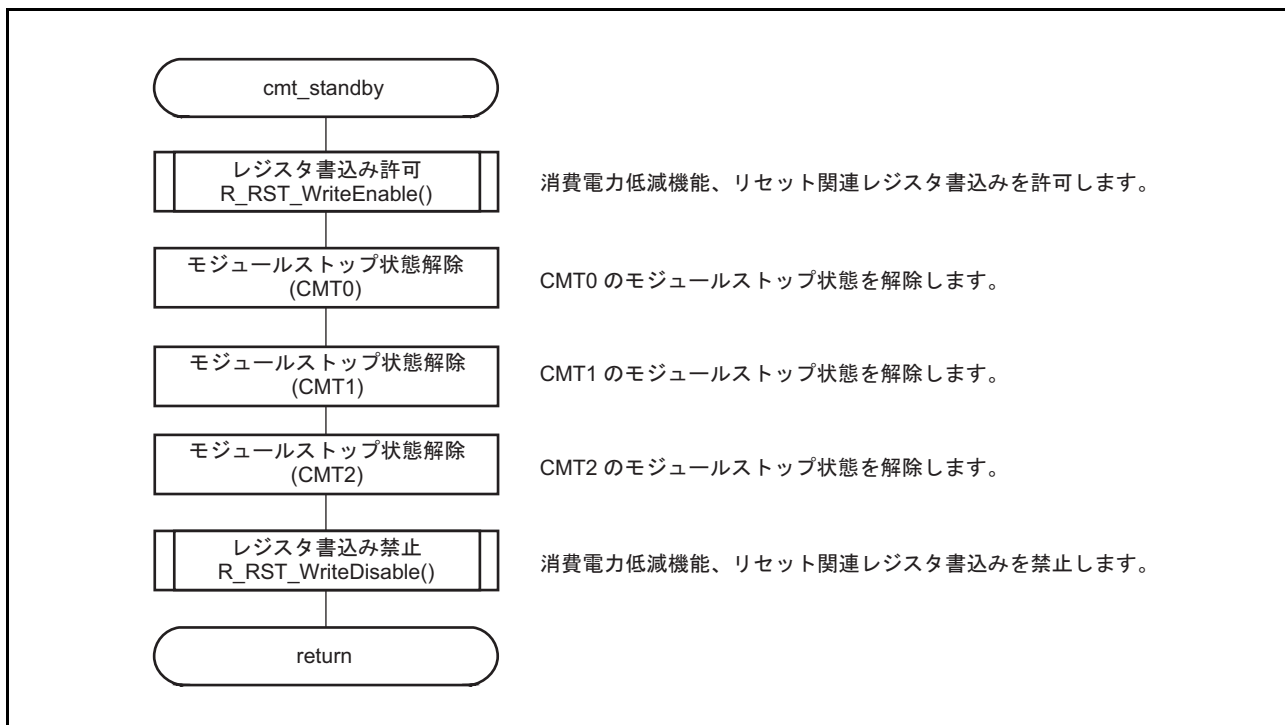 cmt_standby
レジスタ書込み許可
R_RST_WriteEnable()
消費電力低減機能、リセット関連レジスタ書込みを許可します。
モジュールストップ状態解除
(CMT0)
CMT0 のモジュールストップ状態を解除します。
モジュールストップ状態解除
(CMT1)
CMT1 のモジュールストップ状態を解除します。
モジュールストップ状態解除
(CMT2)
CMT2 のモジュールストップ状態を解除します。
レジスタ書込み禁止
R_RST_WriteDisable()
消費電力低減機能、リセット関連レジスタ書込みを禁止します。
return